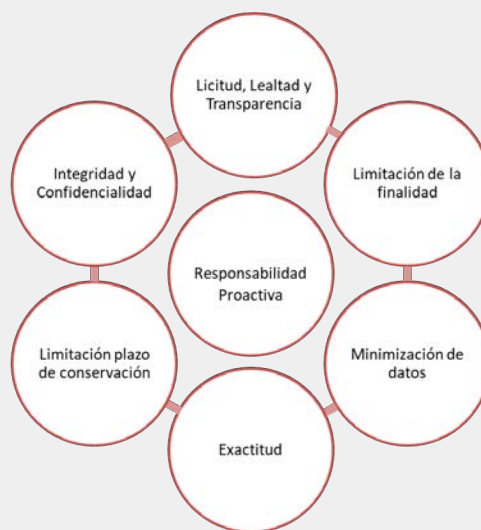 Licitud, Lealtad y
Transparencia
Integridad y
Confidencialidad
Limitación de la
finalidad
Responsabilidad
Proactiva
Limitación plazo
de conservación
Minimización de
datos
Exactitud